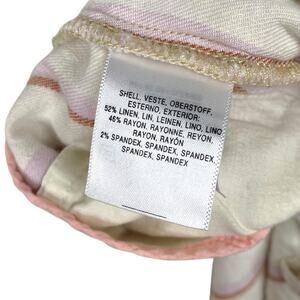 SHELL, VESTE, OBERSTOFF,
ESTERNO, EXTERIOR:
52% LINEN, LIN, LEINEN, LINO, LINO
46% RAYON, RAYONNE, REYON,
RAYON, RAYÓN
2% SPANDEX, SPANDEX, SPANDEX,
SPANDEX, SPANDEX